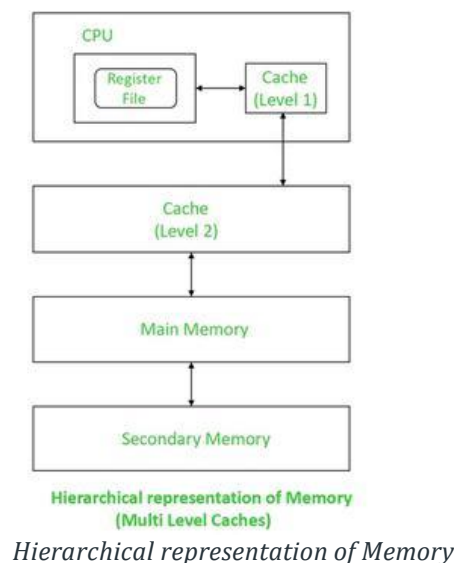 CPU
Register
File
Cache
(Level 1)
Cache
(Level 2)
Main Memory
Secondary Memory
Hierarchical representation of Memory
(Multi Level Caches)
Hierarchical representation of Memory